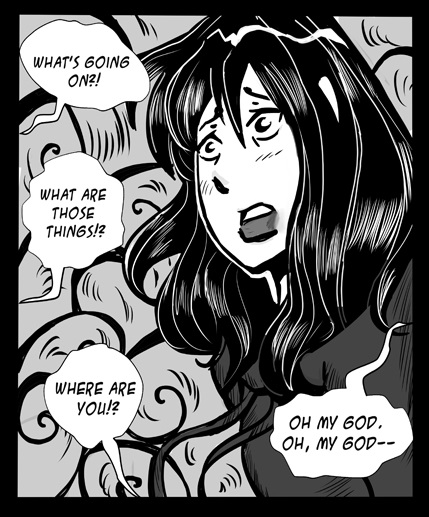 WHAT'S GOING
ON?!
WHAT ARE
THOSE
THINGS!?
WHERE ARE
YOU!?
OH MY GOD.
OH, MY GOD--